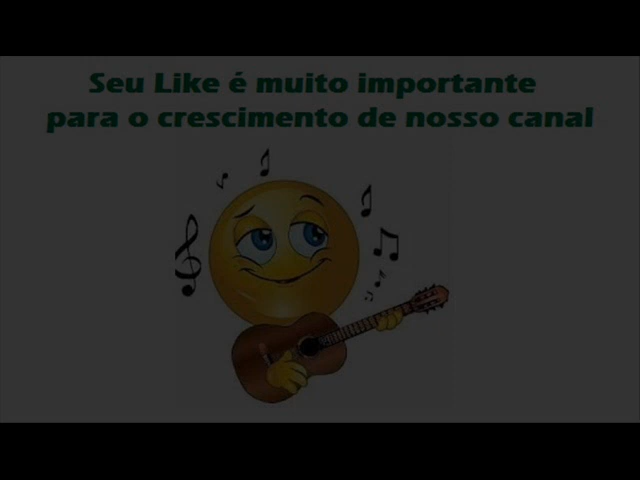 Seu Like é muito importante
para o crescimento de nosso canal